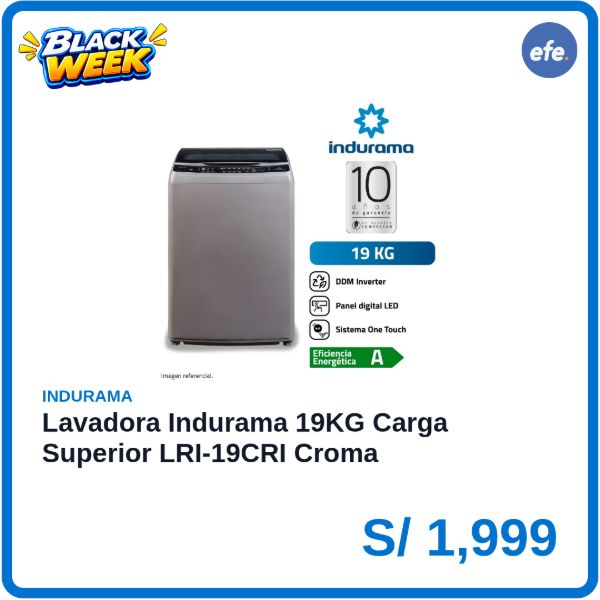 BLACK
WEEK
efe.
indurama
10
años
de garantía
19 KG
DDM Inverter
Panel digital LED
Sistema One Touch
Eficiencia
Energética
A
Imagen referencial.
INDURAMA
Lavadora Indurama 19KG Carga
Superior LRI-19CRI Croma
S/ 1,999